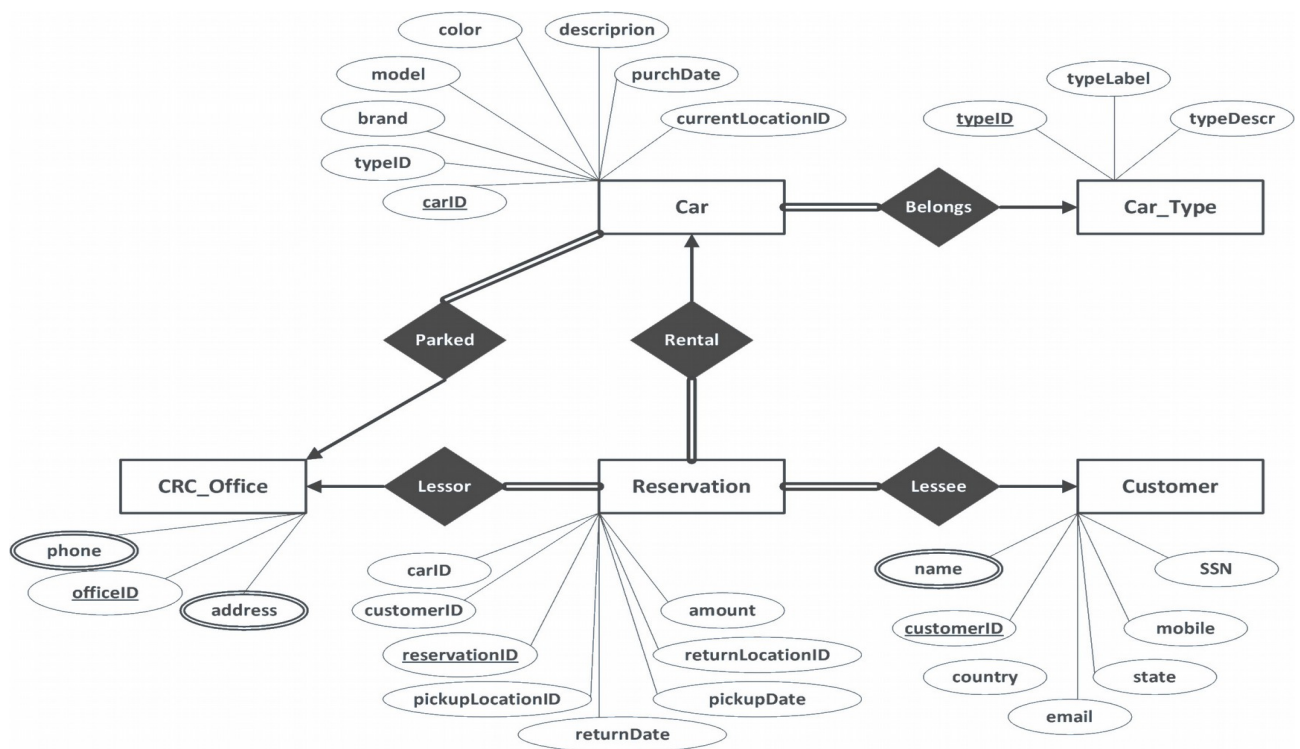 color
descriprion
model
purchDate
typeLabel
brand
currentLocationID
typeID
typeDescr
typeID
carID
Car
Belongs
Car_Type
Parked
Rental
CRC_Office
Lessor
Reservation
Lessee
Customer
phone
officeID
address
carID
customerID
amount
reservationID
returnLocationID
pickupLocationID
pickupDate
returnDate
name
SSN
customerID
mobile
country
state
email